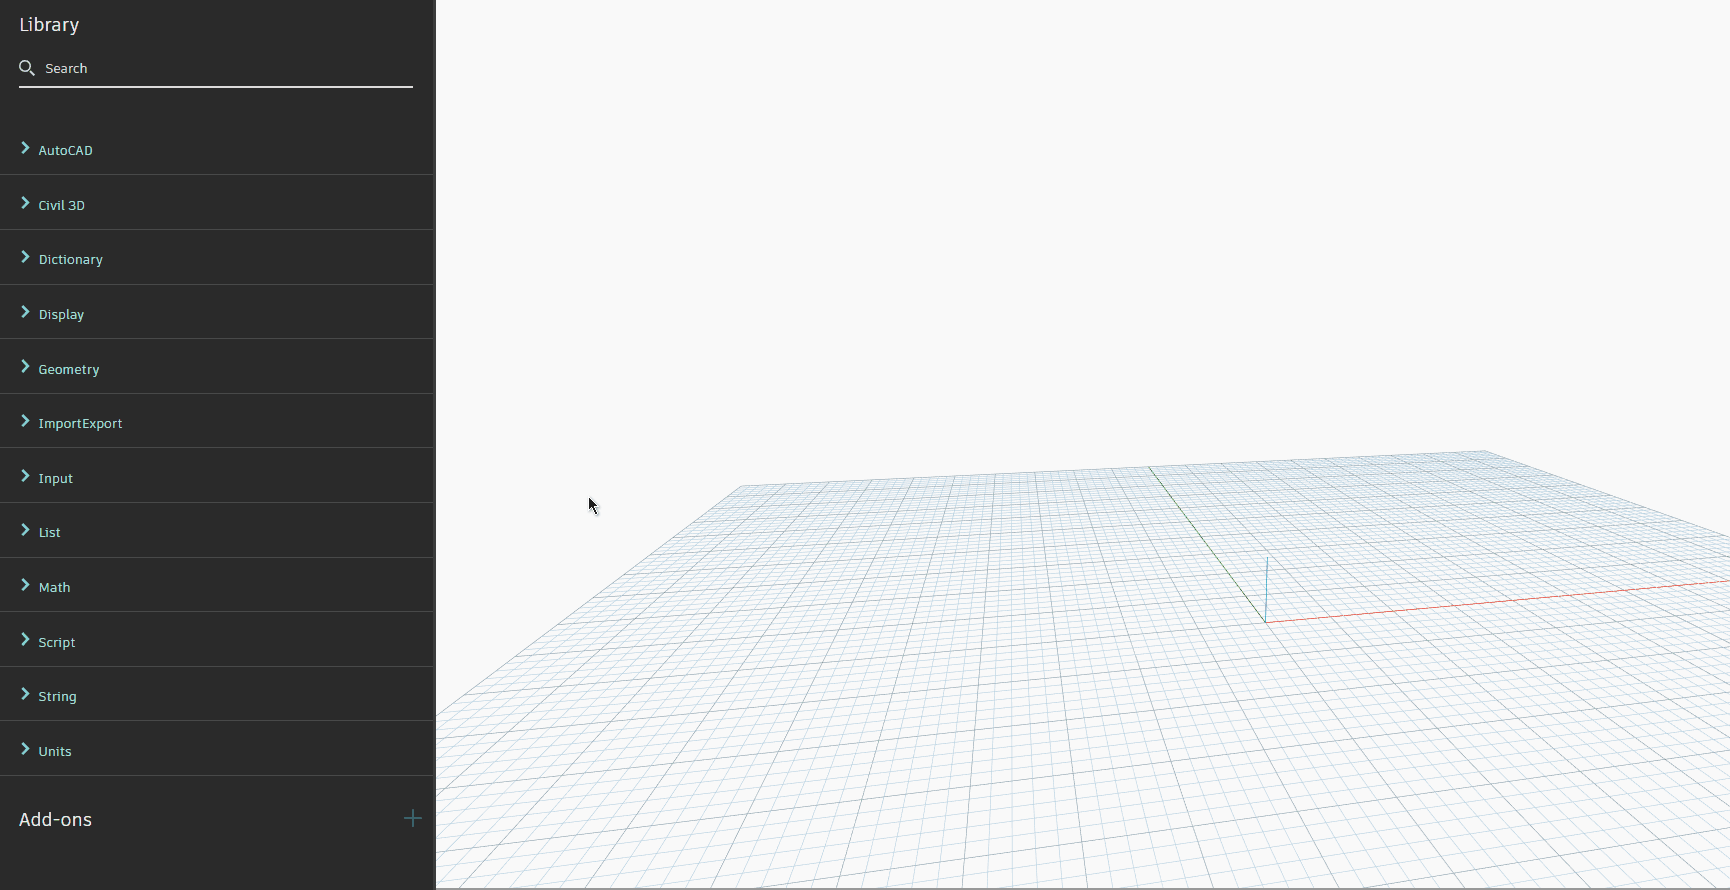 Library
Search
AutoCAD
Civil 3D
Dictionary
Display
Geometry
ImportExport
Input
List
Math
Script
String
Units
Add-ons